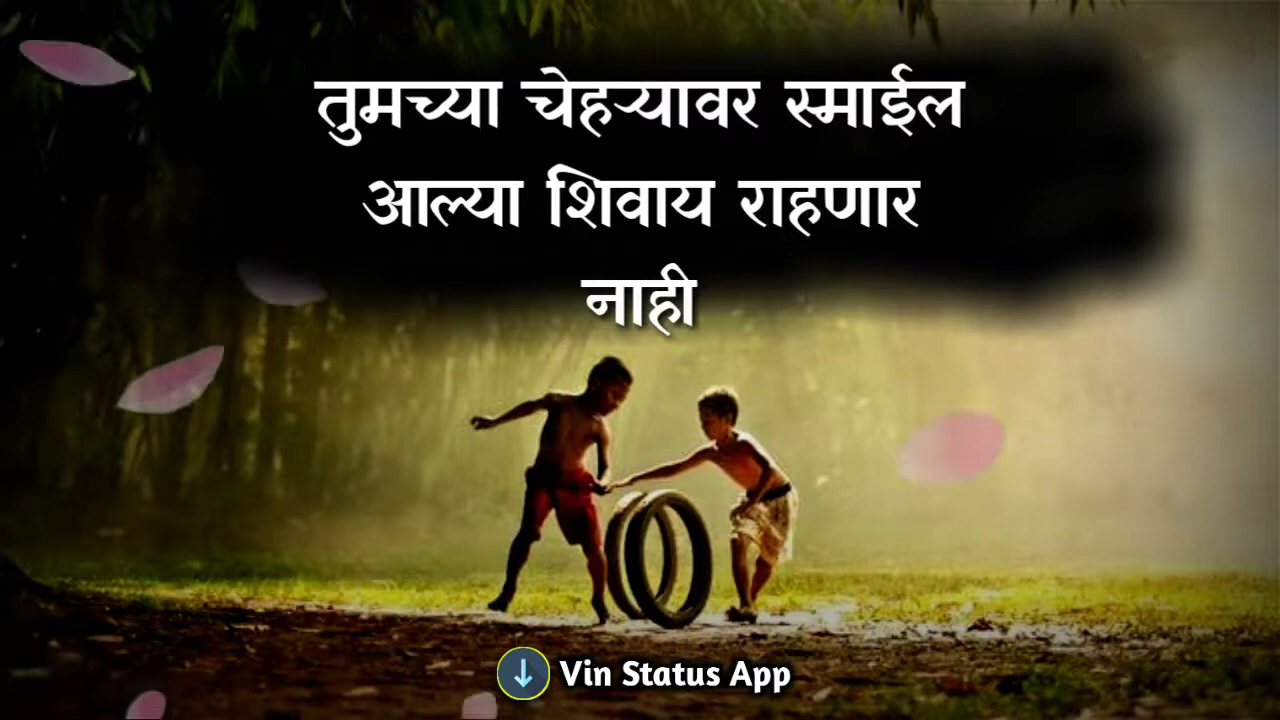 तुमच्या चेहऱ्यावर स्माईल
आल्या शिवाय राहणार
नाही
Vin Status App